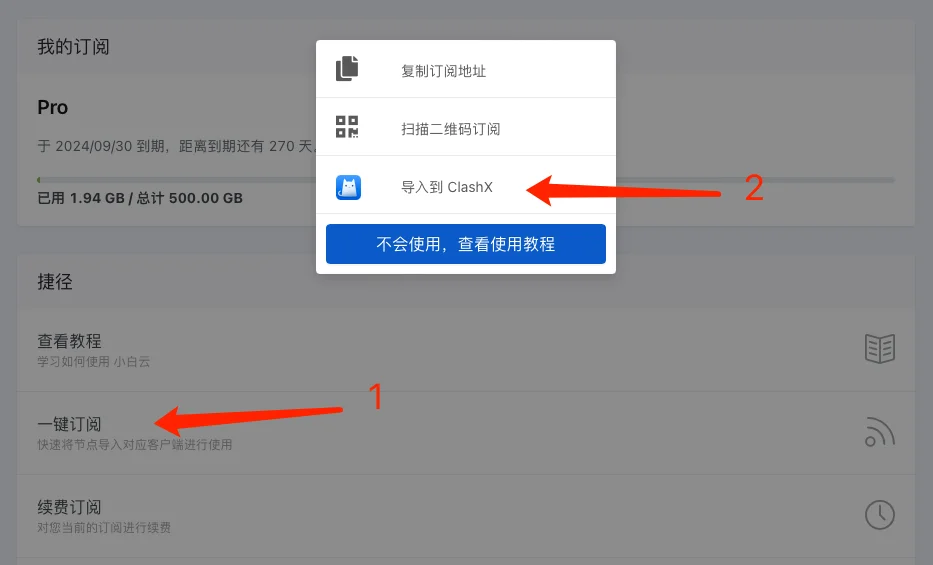 我的订阅
Pro
于 2024/09/30 到期，距离到期还有 270 天
已用 1.94 GB / 总计 500.00 GB
复制订阅地址
扫描二维码订阅
导入到 ClashX
2
不会使用，查看使用教程
捷径
查看教程
学习如何使用 小白云
1
一键订阅
快速将节点导入对应客户端进行使用
续费订阅
对您当前的订阅进行续费